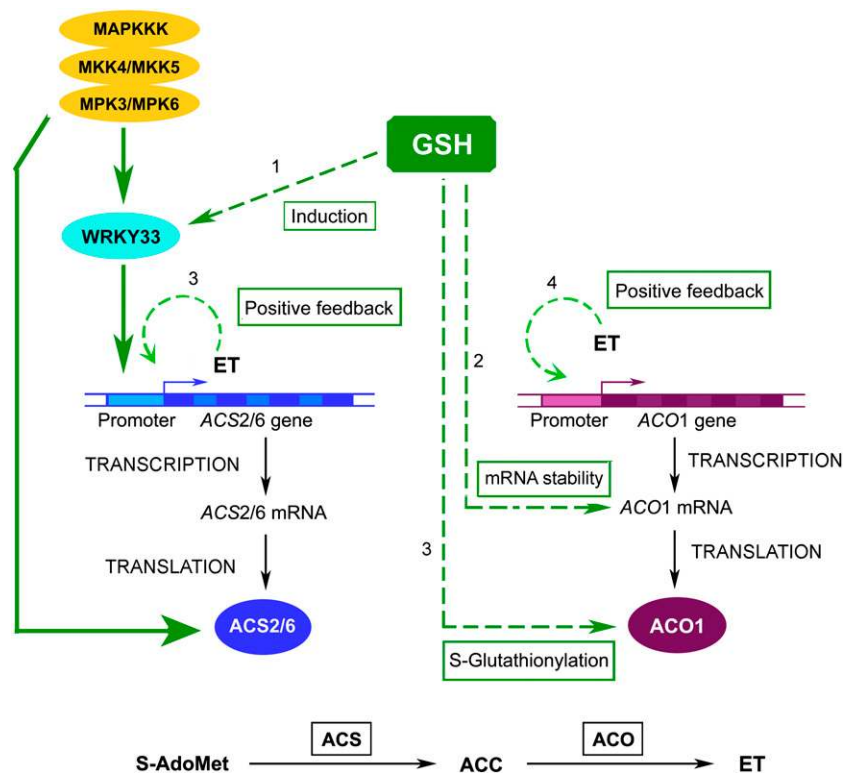 MAPKKK
MKK4/MKK5
MPK3/MPK6
GSH
1
Induction
WRKY33
3
Positive feedback
ET
4
Positive feedback
ET
2
Promoter
ACS2/6 gene
Promoter
ACO1 gene
TRANSCRIPTION
TRANSCRIPTION
mRNA stability
ACS2/6 mRNA
ACO1 mRNA
3
TRANSLATION
TRANSLATION
ACS2/6
ACO1
S-Glutathionylation
ACS
ACO
S-AdoMet
ACC
ET